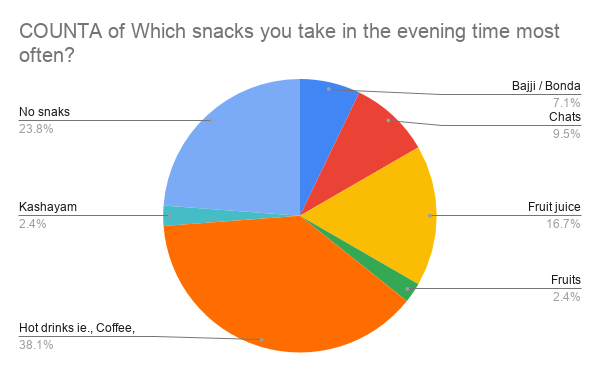 COUNTA of Which snacks you take in the evening time most
often?
Bajji / Bonda
7.1%
Chats
9.5%
Fruit juice
16.7%
Fruits
2.4%
Hot drinks ie., Coffee,
38.1%
Kashayam
2.4%
No snaks
23.8%